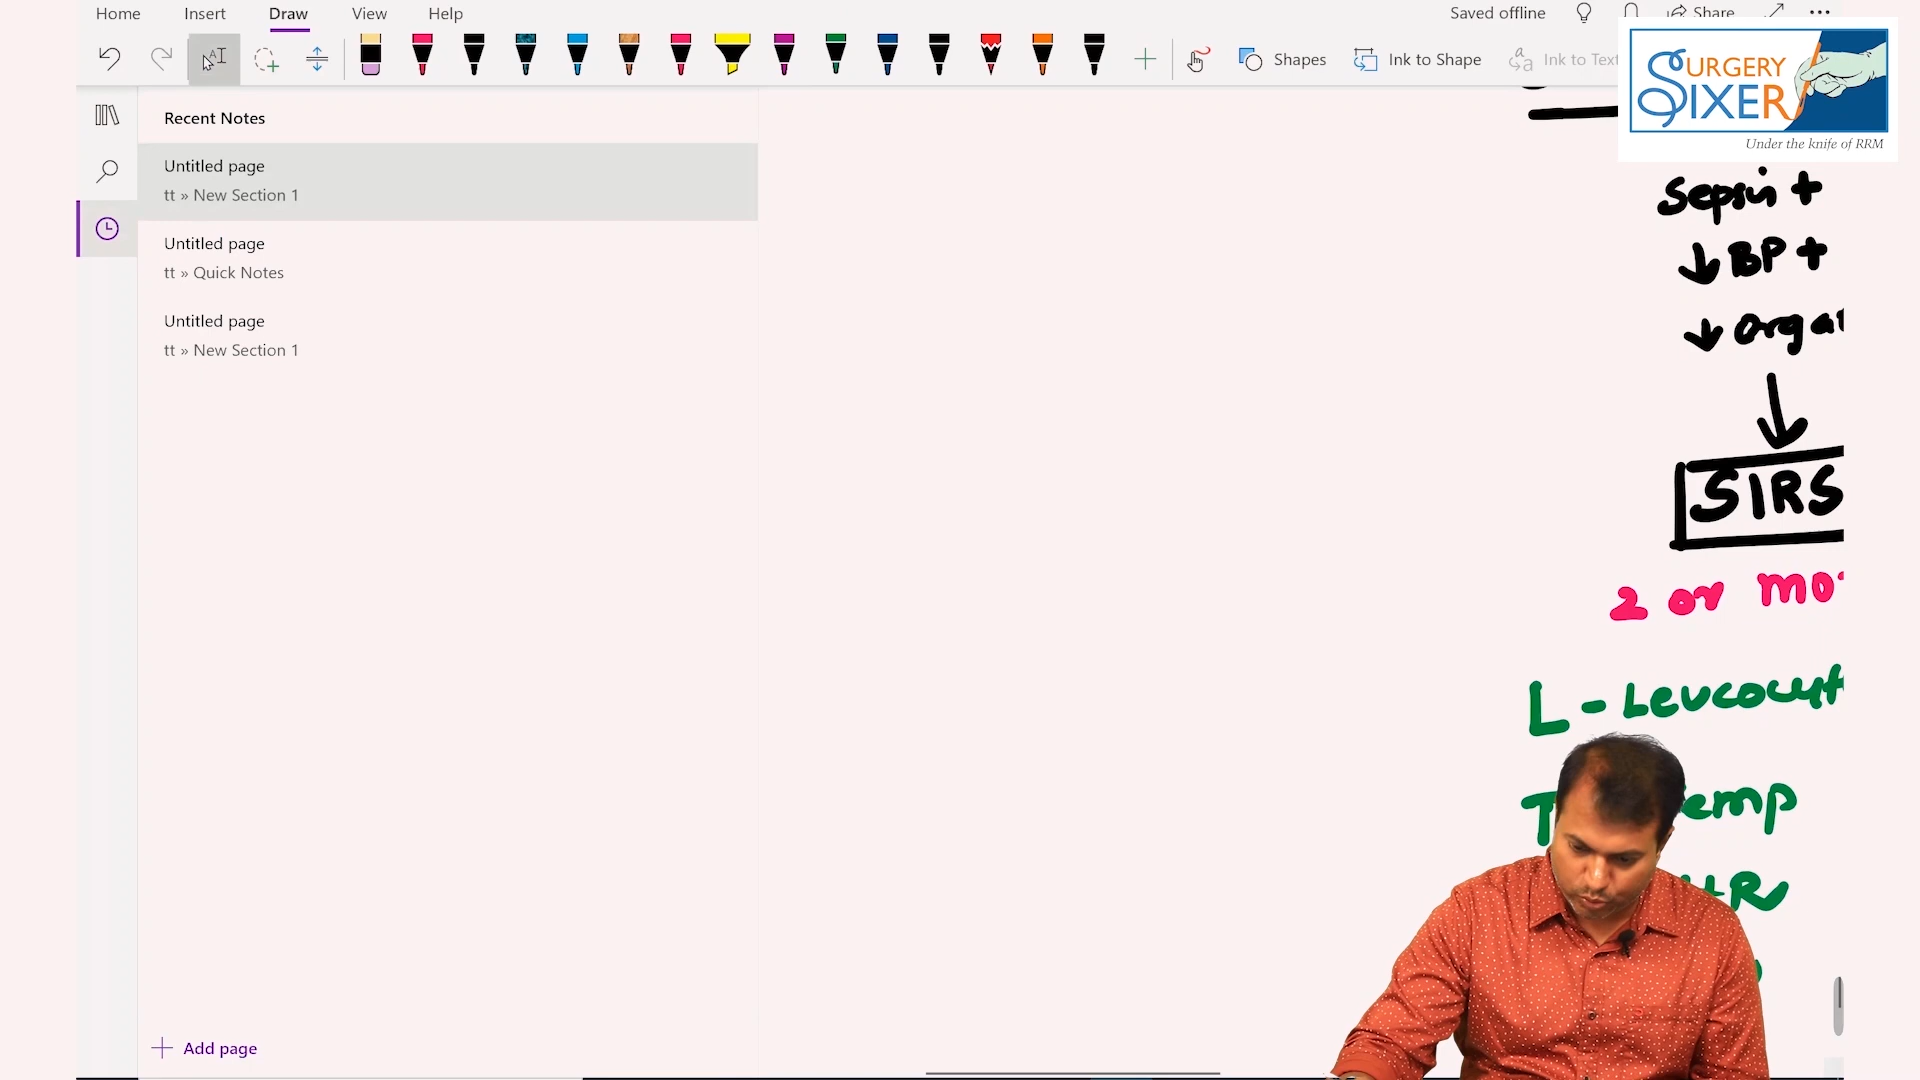 Home Insert Draw View Help Saved offline Share
Shapes Ink to Shape Ink to Text
SURGERY
SIXER
Under the knife of RRM
Recent Notes
Untitled page
tt » New Section 1
Untitled page
tt » Quick Notes
Untitled page
tt » New Section 1
Sepsis +
↓ BP +
↓ orga
SIRS
2 or mo
L - Leucocyt
T emp
HR
+ Add page